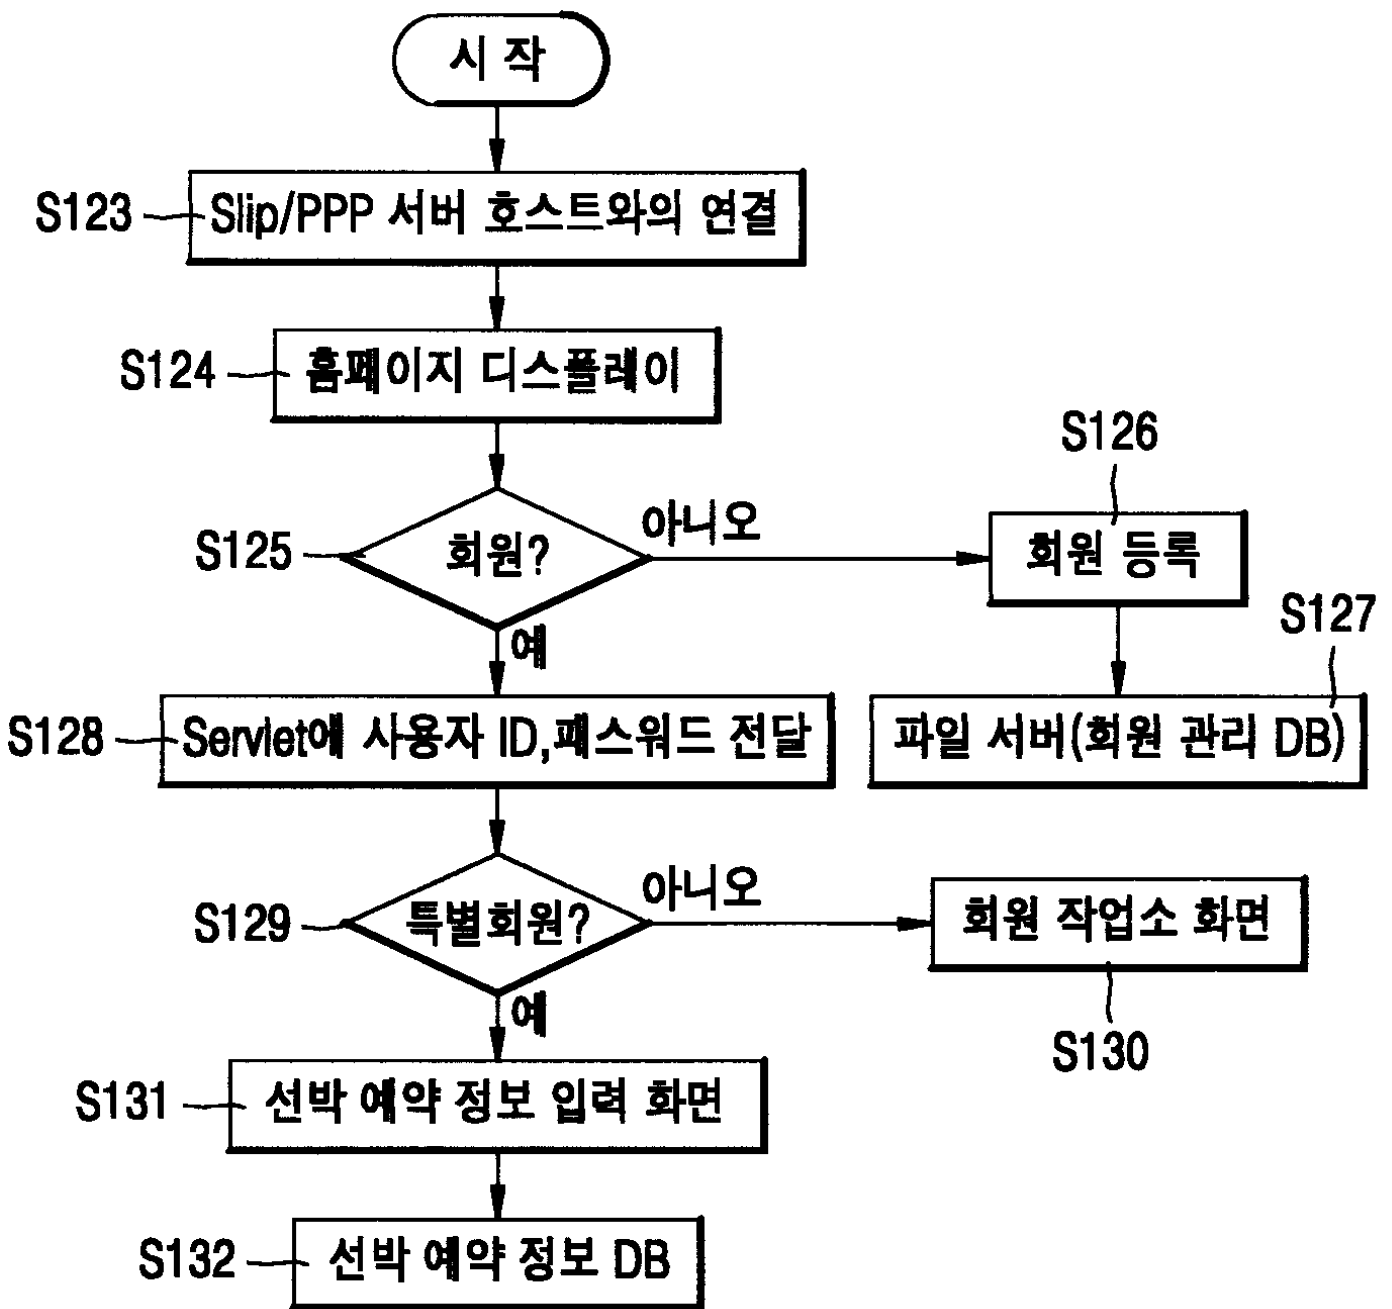 시 작
S123
Slip/PPP 서버 호스트와의 연결
S124
홈페이지 디스플레이
S126
S125
회원?
아니오
회원 등록
예
S127
S128
Servlet에 사용자 ID,패스워드 전달
파일 서버(회원 관리 DB)
S129
특별회원?
아니오
회원 작업소 화면
예
S130
S131
선박 예약 정보 입력 화면
S132
선박 예약 정보 DB